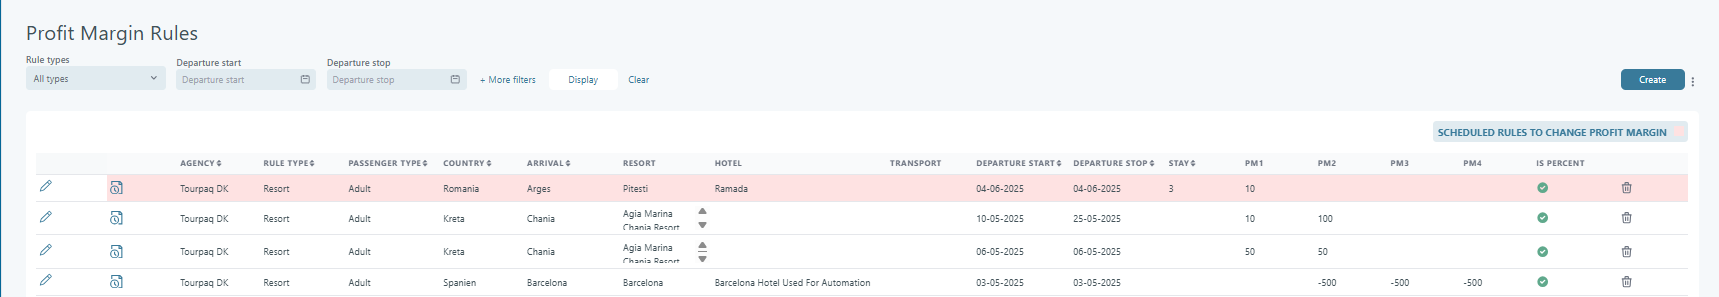 Profit Margin Rules
Rule types Departure start Departure stop
All types Departure start Departure stop + More filters Display Clear Create
SCHEDULED RULES TO CHANGE PROFIT MARGIN
AGENCY RULE TYPE PASSENGER TYPE COUNTRY ARRIVAL RESORT HOTEL TRANSPORT DEPARTURE START DEPARTURE STOP STAY PM1 PM2 PM3 PM4 IS PERCENT
Tourpaq DK Resort Adult Romania Arges Pitesti Ramada 04-06-2025 04-06-2025 3 10
Tourpaq DK Resort Adult Kreta Chania Agia Marina 10-05-2025 25-05-2025 10 100
Chania Resort
Tourpaq DK Resort Adult Kreta Chania Agia Marina 06-05-2025 06-05-2025 50 50
Chania Resort
Tourpaq DK Resort Adult Spanien Barcelona Barcelona Barcelona Hotel Used For Automation 03-05-2025 03-05-2025 -500 -500 -500